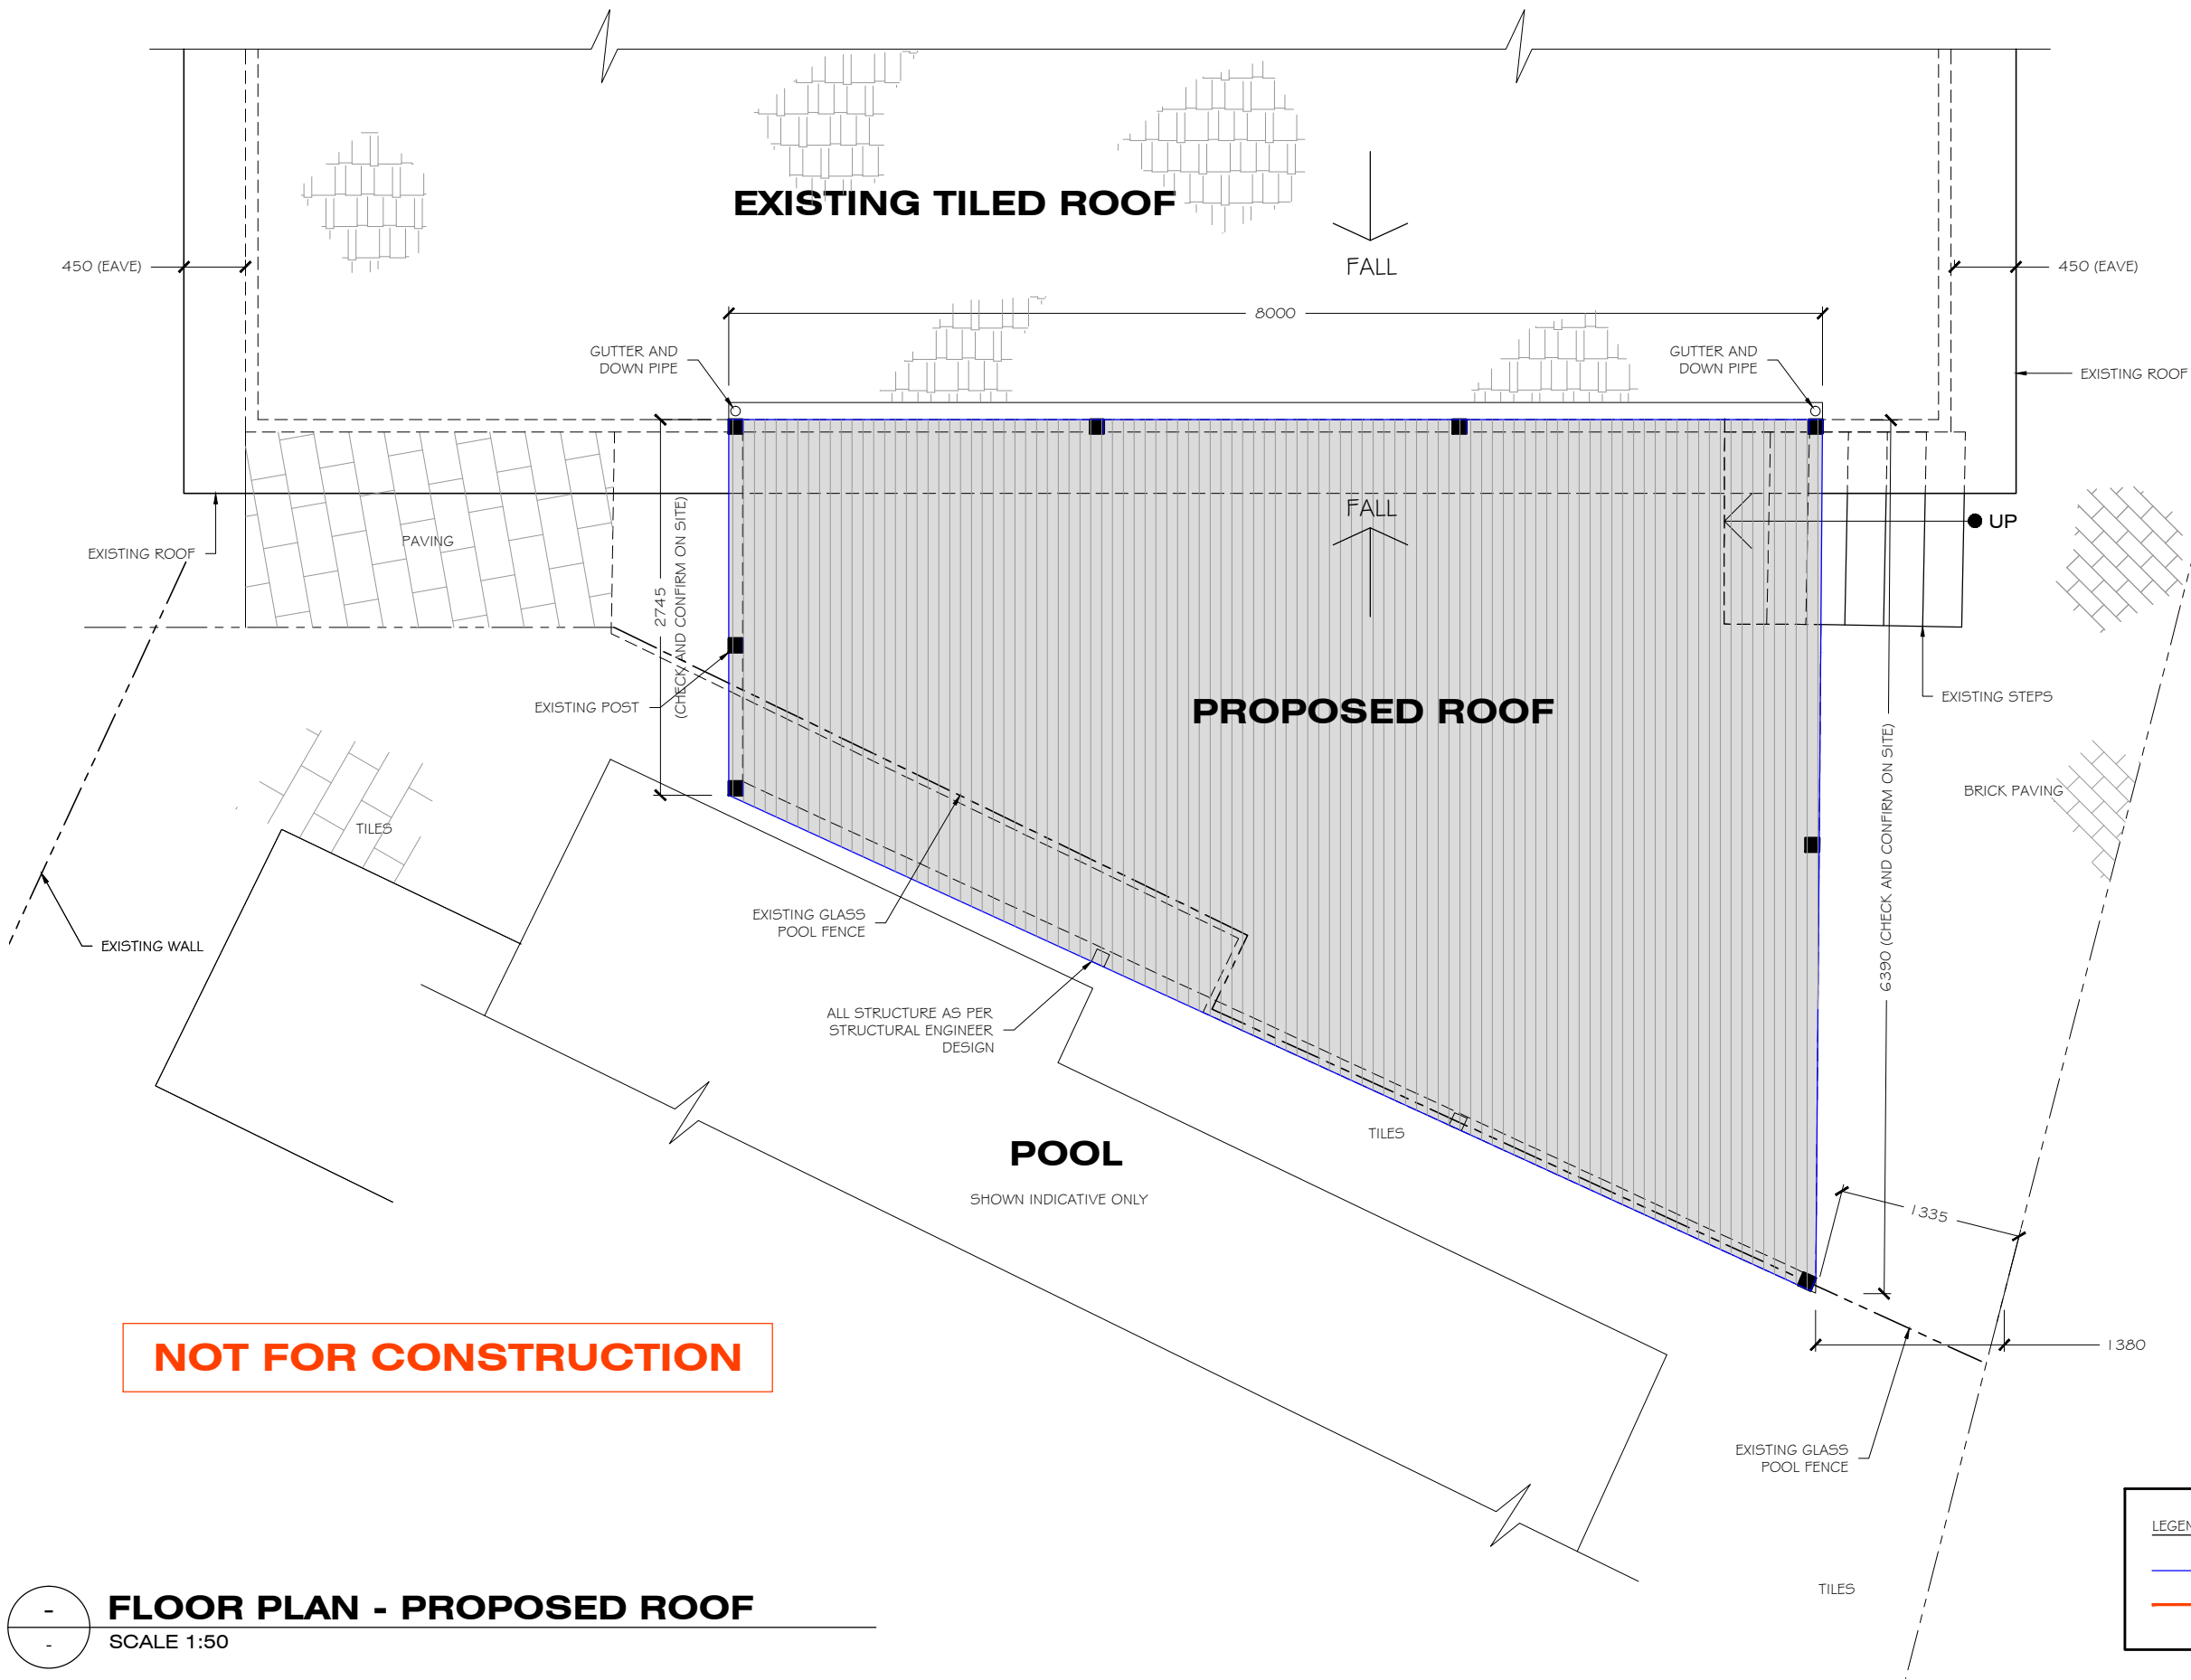 EXISTING TILED ROOF
FALL
450 (EAVE)
450 (EAVE)
8000
GUTTER AND
DOWN PIPE
GUTTER AND
DOWN PIPE
EXISTING ROOF
FALL
UP
PAVING
EXISTING ROOF
2745
(CHECK AND CONFIRM ON SITE)
EXISTING POST
EXISTING STEPS
PROPOSED ROOF
BRICK PAVING
TILES
6390 (CHECK AND CONFIRM ON SITE)
EXISTING GLASS
POOL FENCE
EXISTING WALL
ALL STRUCTURE AS PER
STRUCTURAL ENGINEER
DESIGN
TILES
POOL
SHOWN INDICATIVE ONLY
1335
NOT FOR CONSTRUCTION
1380
EXISTING GLASS
POOL FENCE
TILES
-
-
FLOOR PLAN - PROPOSED ROOF
SCALE 1:50